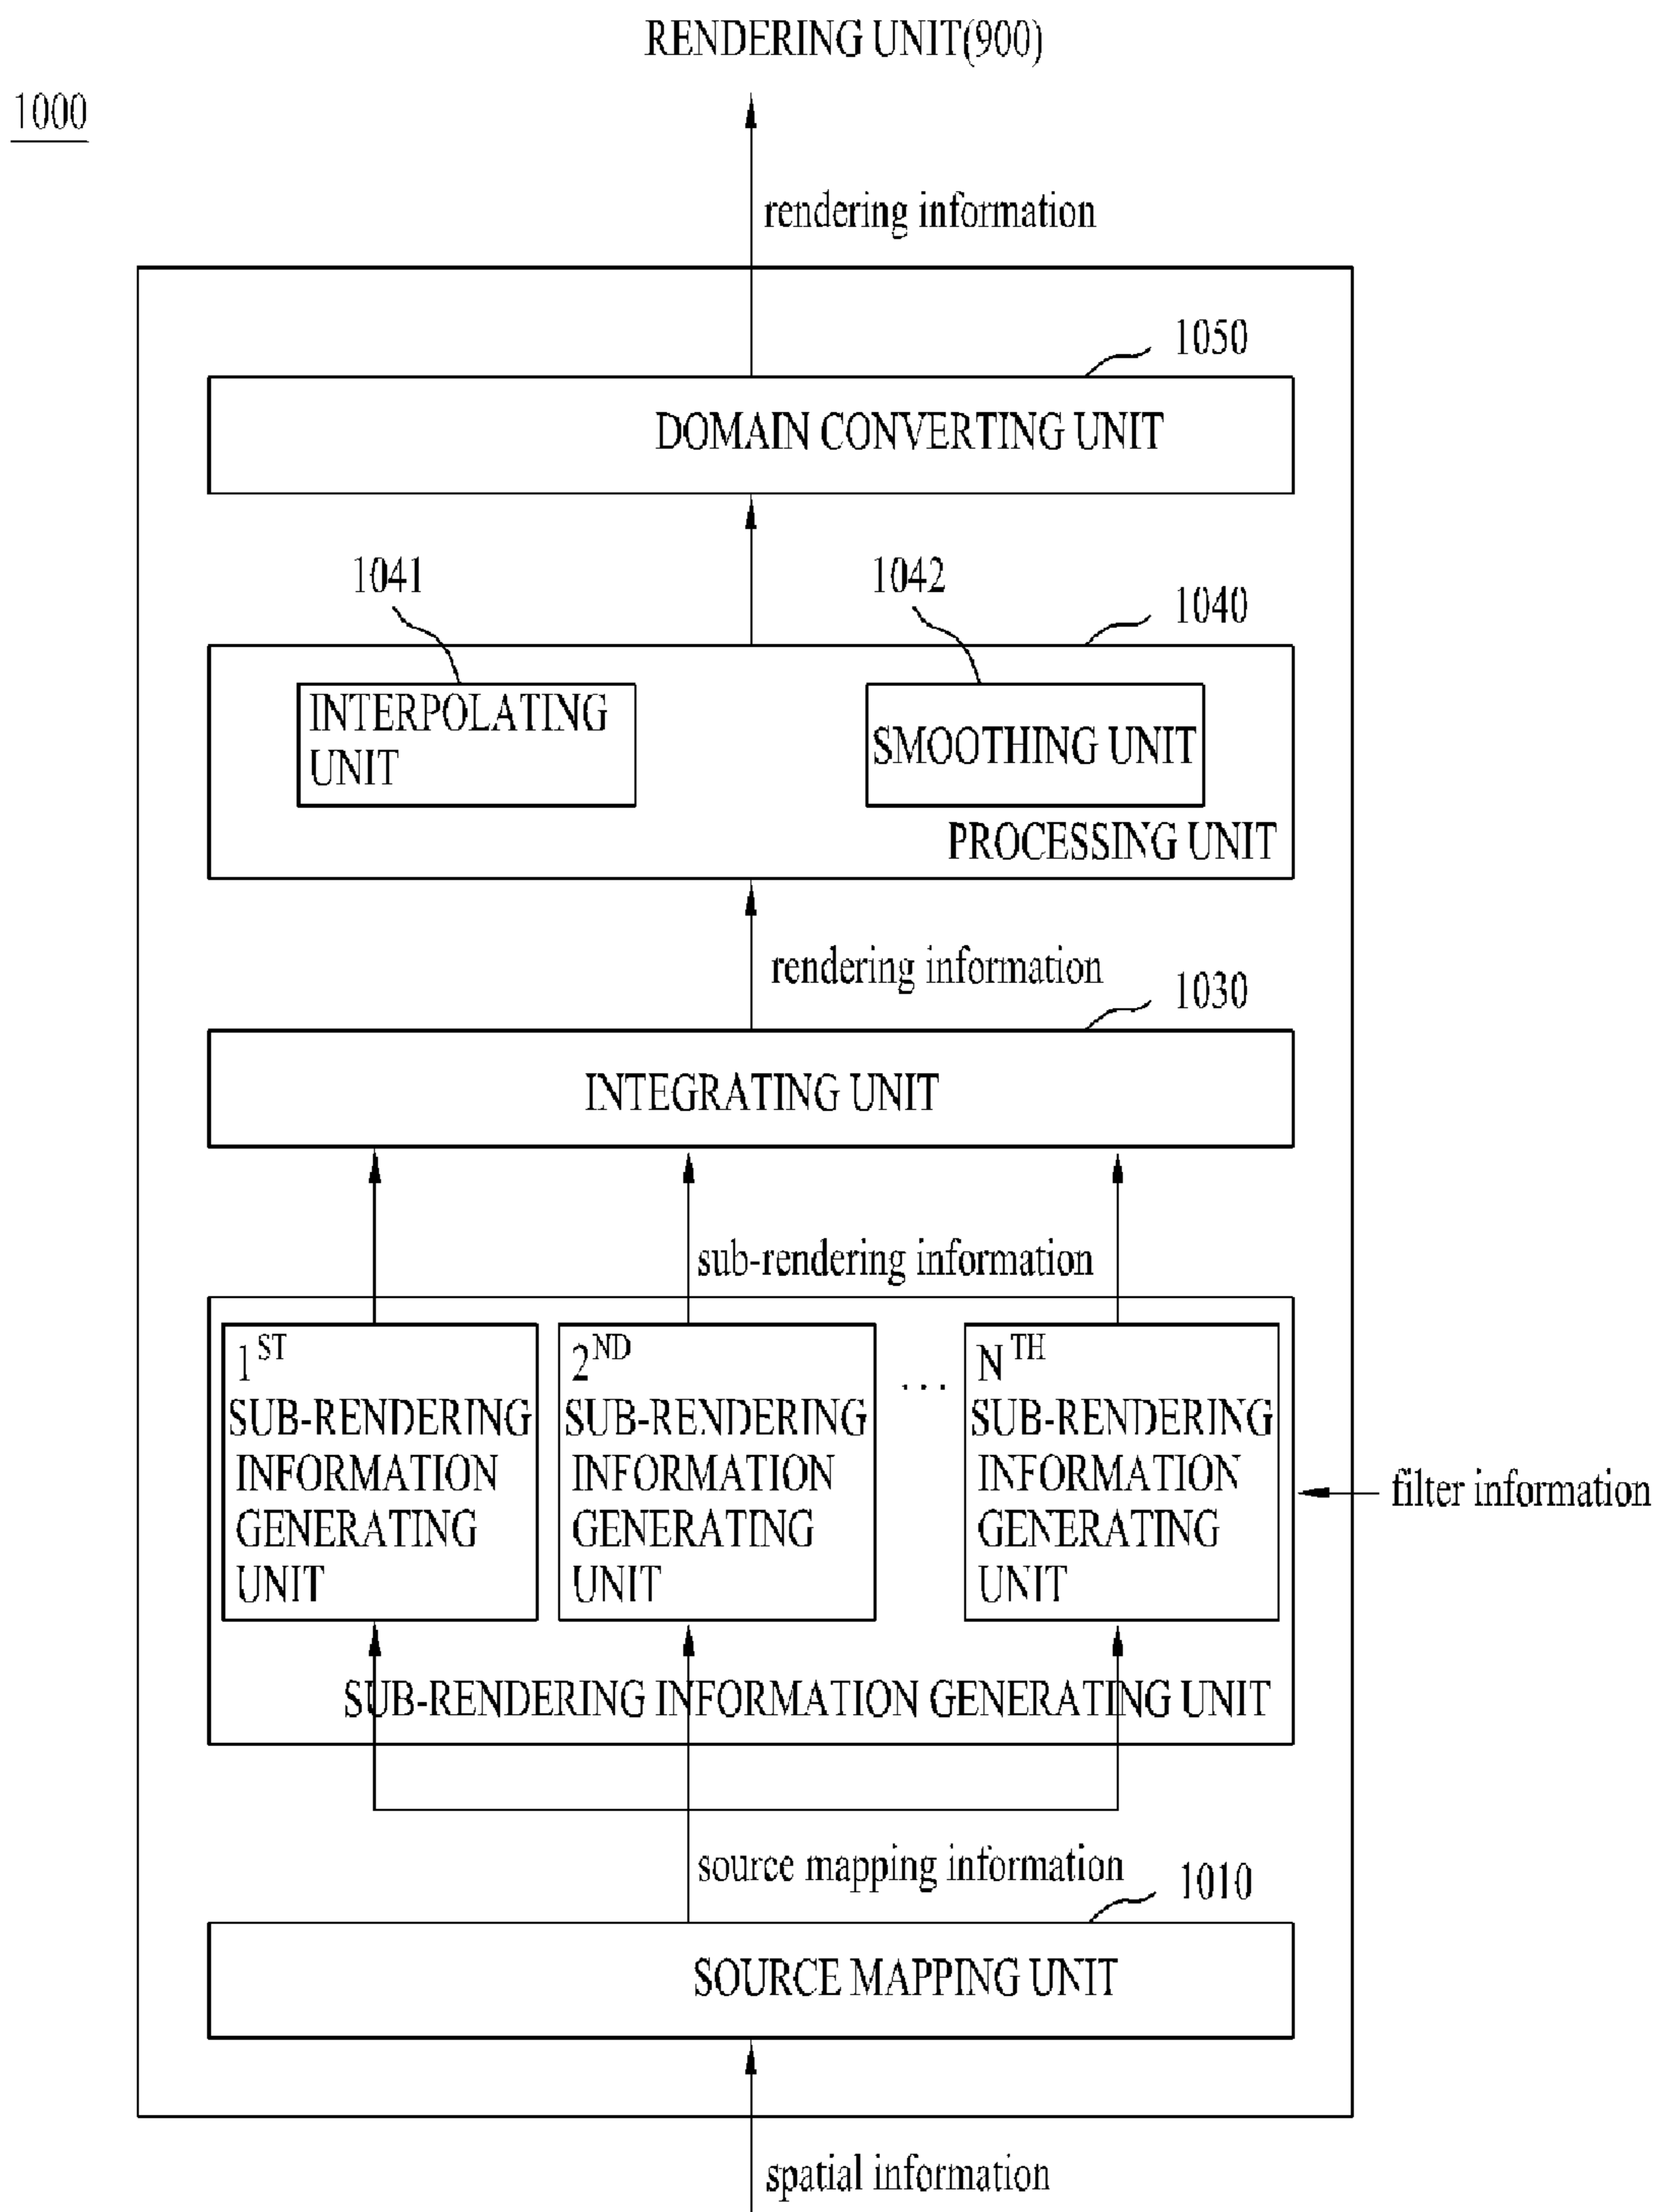 RENDERING UNIT(900)
1000
rendering information
1050
DOMAIN CONVERTING UNIT
1041
1042
1040
INTERPOLATING
UNIT
SMOOTHING UNIT
PROCESSING UNIT
rendering information
1030
INTEGRATING UNIT
sub-rendering information
1ST
SUB-RENDERING
INFORMATION
GENERATING
UNIT
2ND
SUB-RENDERING
INFORMATION
GENERATING
UNIT
...
NTH
SUB-RENDERING
INFORMATION
GENERATING
UNIT
filter information
SUB-RENDERING INFORMATION GENERATING UNIT
source mapping information
1010
SOURCE MAPPING UNIT
spatial information